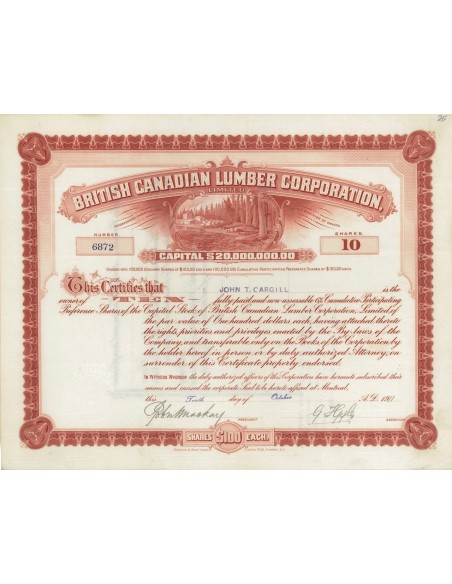 26
BRITISH CANADIAN LUMBER CORPORATION,
LIMITED
NUMBER
6872
SHARES
10
CAPITAL $20,000,000.00
This Certifies that JOHN T. CARGILL is the
owner of TEN fully paid and non-assessable 6% Cumulative Participating
Preference Shares of the Capital Stock of British Canadian Lumber Corporation, Limited of
the par value of One hundred dollars each, having attached thereto
the rights, priorities and privileges enacted by the By-laws of the
Company, and transferable only on the Books of the Corporation by
the holder hereof in person or by duly authorized Attorney, on
surrender of this Certificate properly endorsed.
In Witness Whereof the duly authorized officers of this Corporation have hereunto subscribed their
names and caused the corporate Seal to be hereto affixed at Montreal,
this Tenth day of October A.D. 191
PRESIDENT
SHARES $100 EACH.